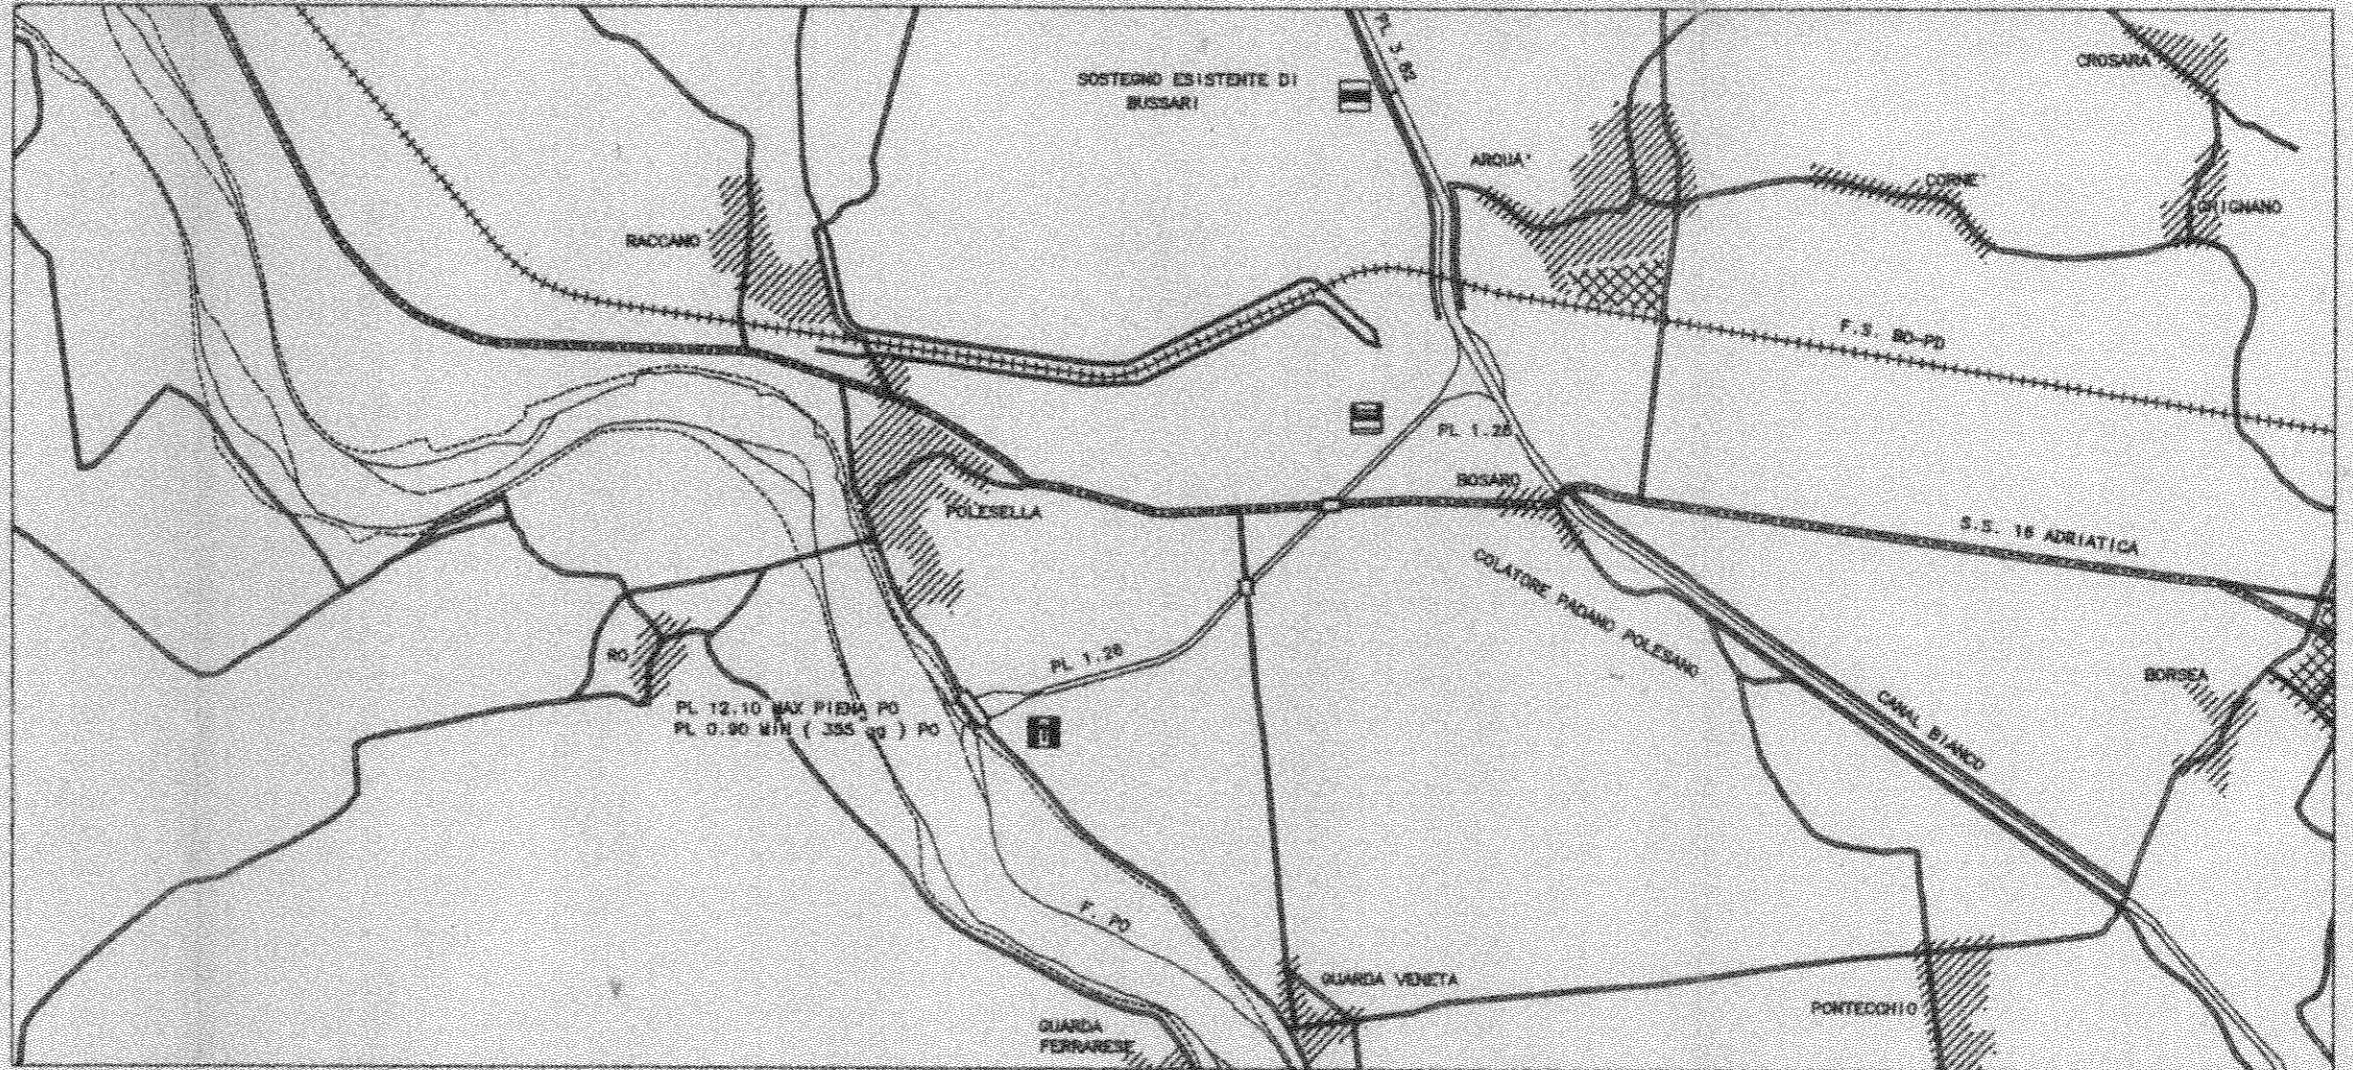 PL 3.82
SOSTEGNO ESISTENTE DI
BUSSARI
CROSARA
ARQUA'
CORNE'
GRIGNANO
RACCANO
F.S. BO-PD
PL 1.28
BOSARO
POLESELLA
S.S. 16 ADRIATICA
COLATORE PADANO POLESANO
RO
PL 1.28
BORSEA
PL 12.10 MAX PIENA PO
PL 0.90 MIN ( 355 gg ) PO
CANAL BIANCO
F. PO
GUARDA VENETA
PONTECCHIO
GUARDA
FERRARESE